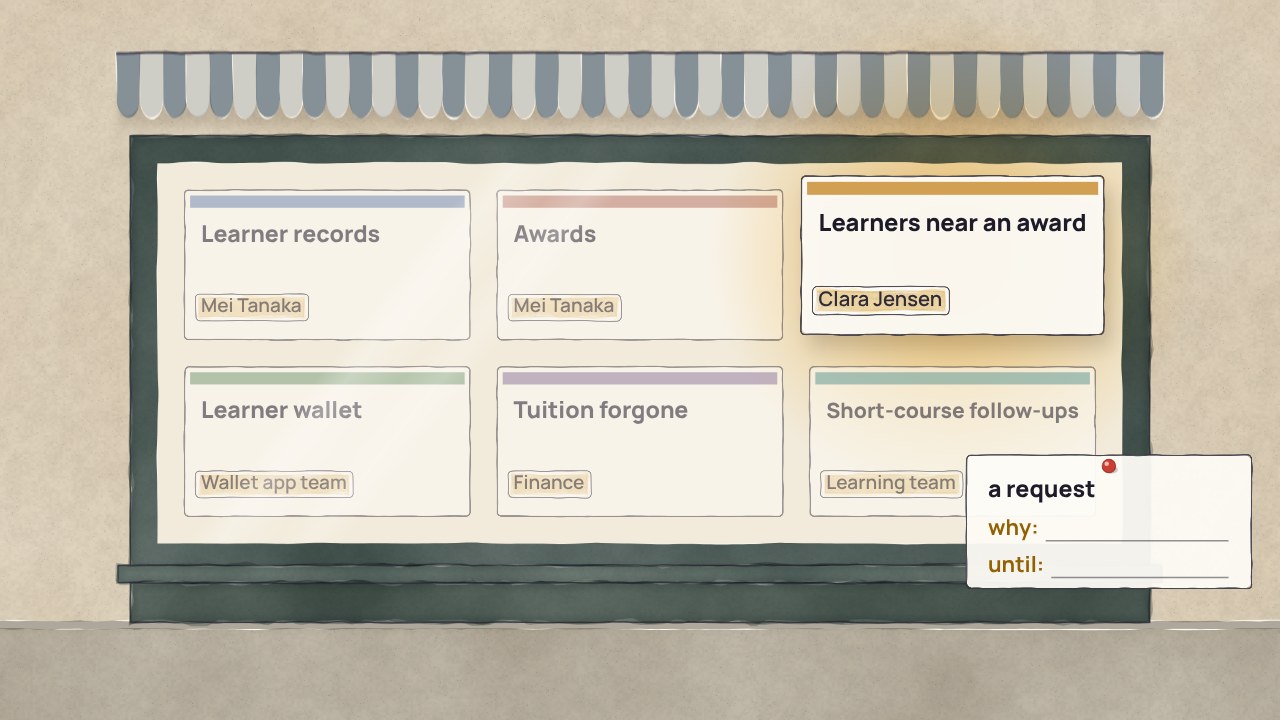 Learner records
Mei Tanaka
Awards
Mei Tanaka
Learners near an award
Clara Jensen
Learner wallet
Wallet app team
Tuition forgone
Finance
Short-course follow-ups
Learning team
a request
why:
until: